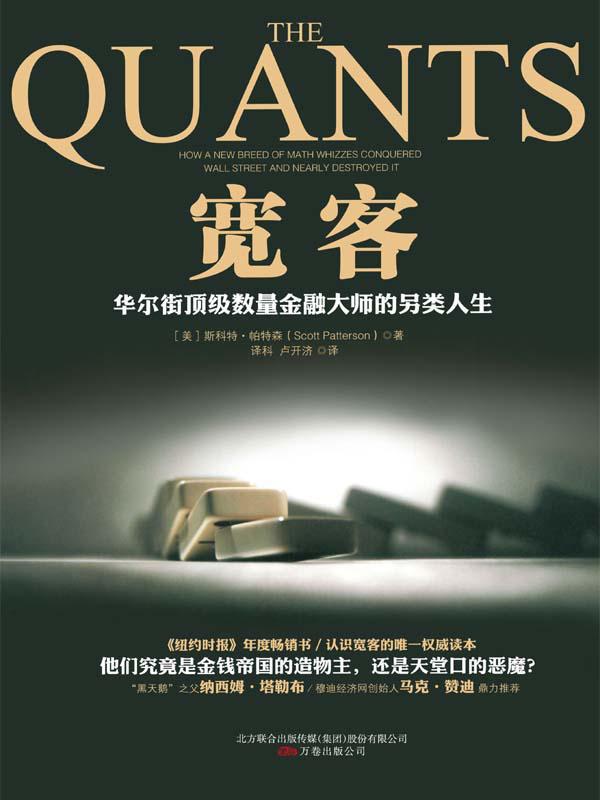 THE
QUANTS
HOW A NEW BREED OF MATH WHIZZES CONQUERED
WALL STREET AND NEARLY DESTROYED IT
宽客
华尔街顶级数量金融大师的另类人生
［美］斯科特·帕特森（Scott Patterson）◎著
译科 卢开济 ◎译
《纽约时报》年度畅销书／认识宽客的唯一权威读本
他们究竟是金钱帝国的造物主，还是天堂口的恶魔？
“黑天鹅”之父纳西姆·塔勒布／穆迪经济网创始人马克·赞迪 鼎力推荐
北方联合出版传媒（集团）股份有限公司
万卷出版公司